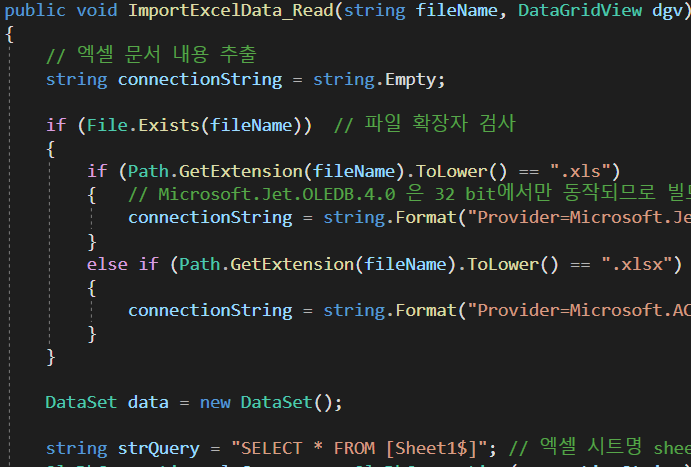 public void ImportExcelData_Read(string fileName, DataGridView dgv)
{
// 엑셀 문서 내용 추출
string connectionString = string.Empty;
if (File.Exists(fileName)) // 파일 확장자 검사
{
if (Path.GetExtension(fileName).ToLower() == ".xls")
{ // Microsoft.Jet.OLEDB.4.0 은 32 bit에서만 동작되므로
connectionString = string.Format("Provider=Microsoft.Je
}
else if (Path.GetExtension(fileName).ToLower() == ".xlsx")
{
connectionString = string.Format("Provider=Microsoft.AC
}
}
DataSet data = new DataSet();
string strQuery = "SELECT * FROM [Sheet1$]"; // 엑셀 시트명 shee